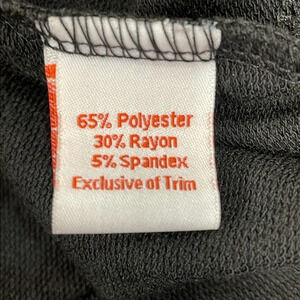 65% Polyester
30% Rayon
5% Spandex
Exclusive of Trim